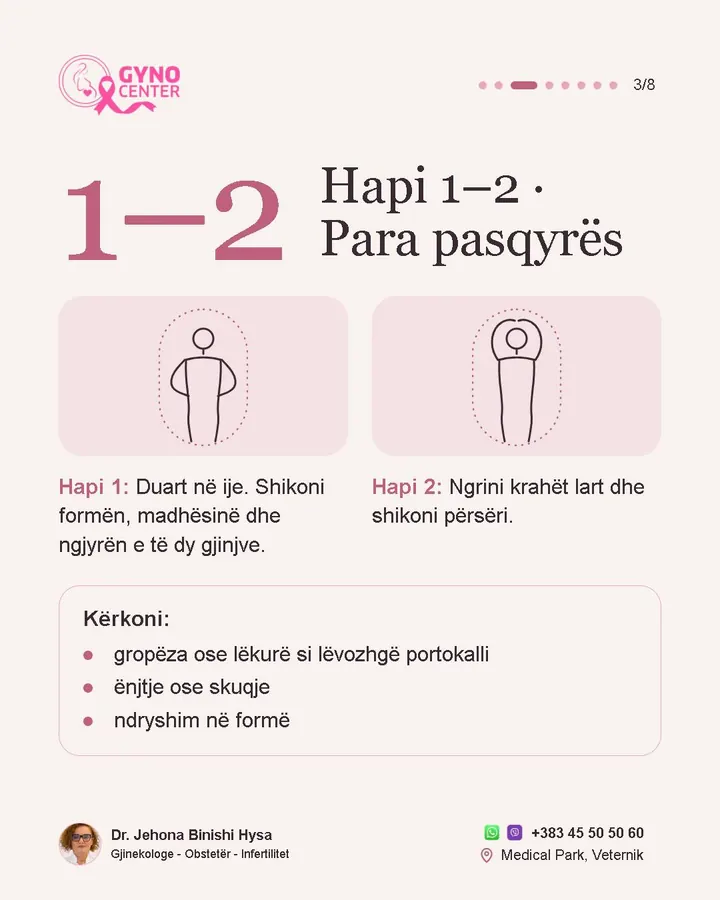 GYNO
CENTER
3/8
1–2
Hapi 1–2 ·
Para pasqyrës
Hapi 1: Duart në ije. Shikoni
formën, madhësinë dhe
ngjyrën e të dy gjinjve.
Hapi 2: Ngrini krahët lart dhe
shikoni përsëri.
Kërkoni:
gropëza ose lëkurë si lëvozhgë portokalli
ënjtje ose skuqje
ndryshim në formë
Dr. Jehona Binishi Hysa
Gjinekologe - Obstetër - Infertilitet
+383 45 50 50 60
Medical Park, Veternik